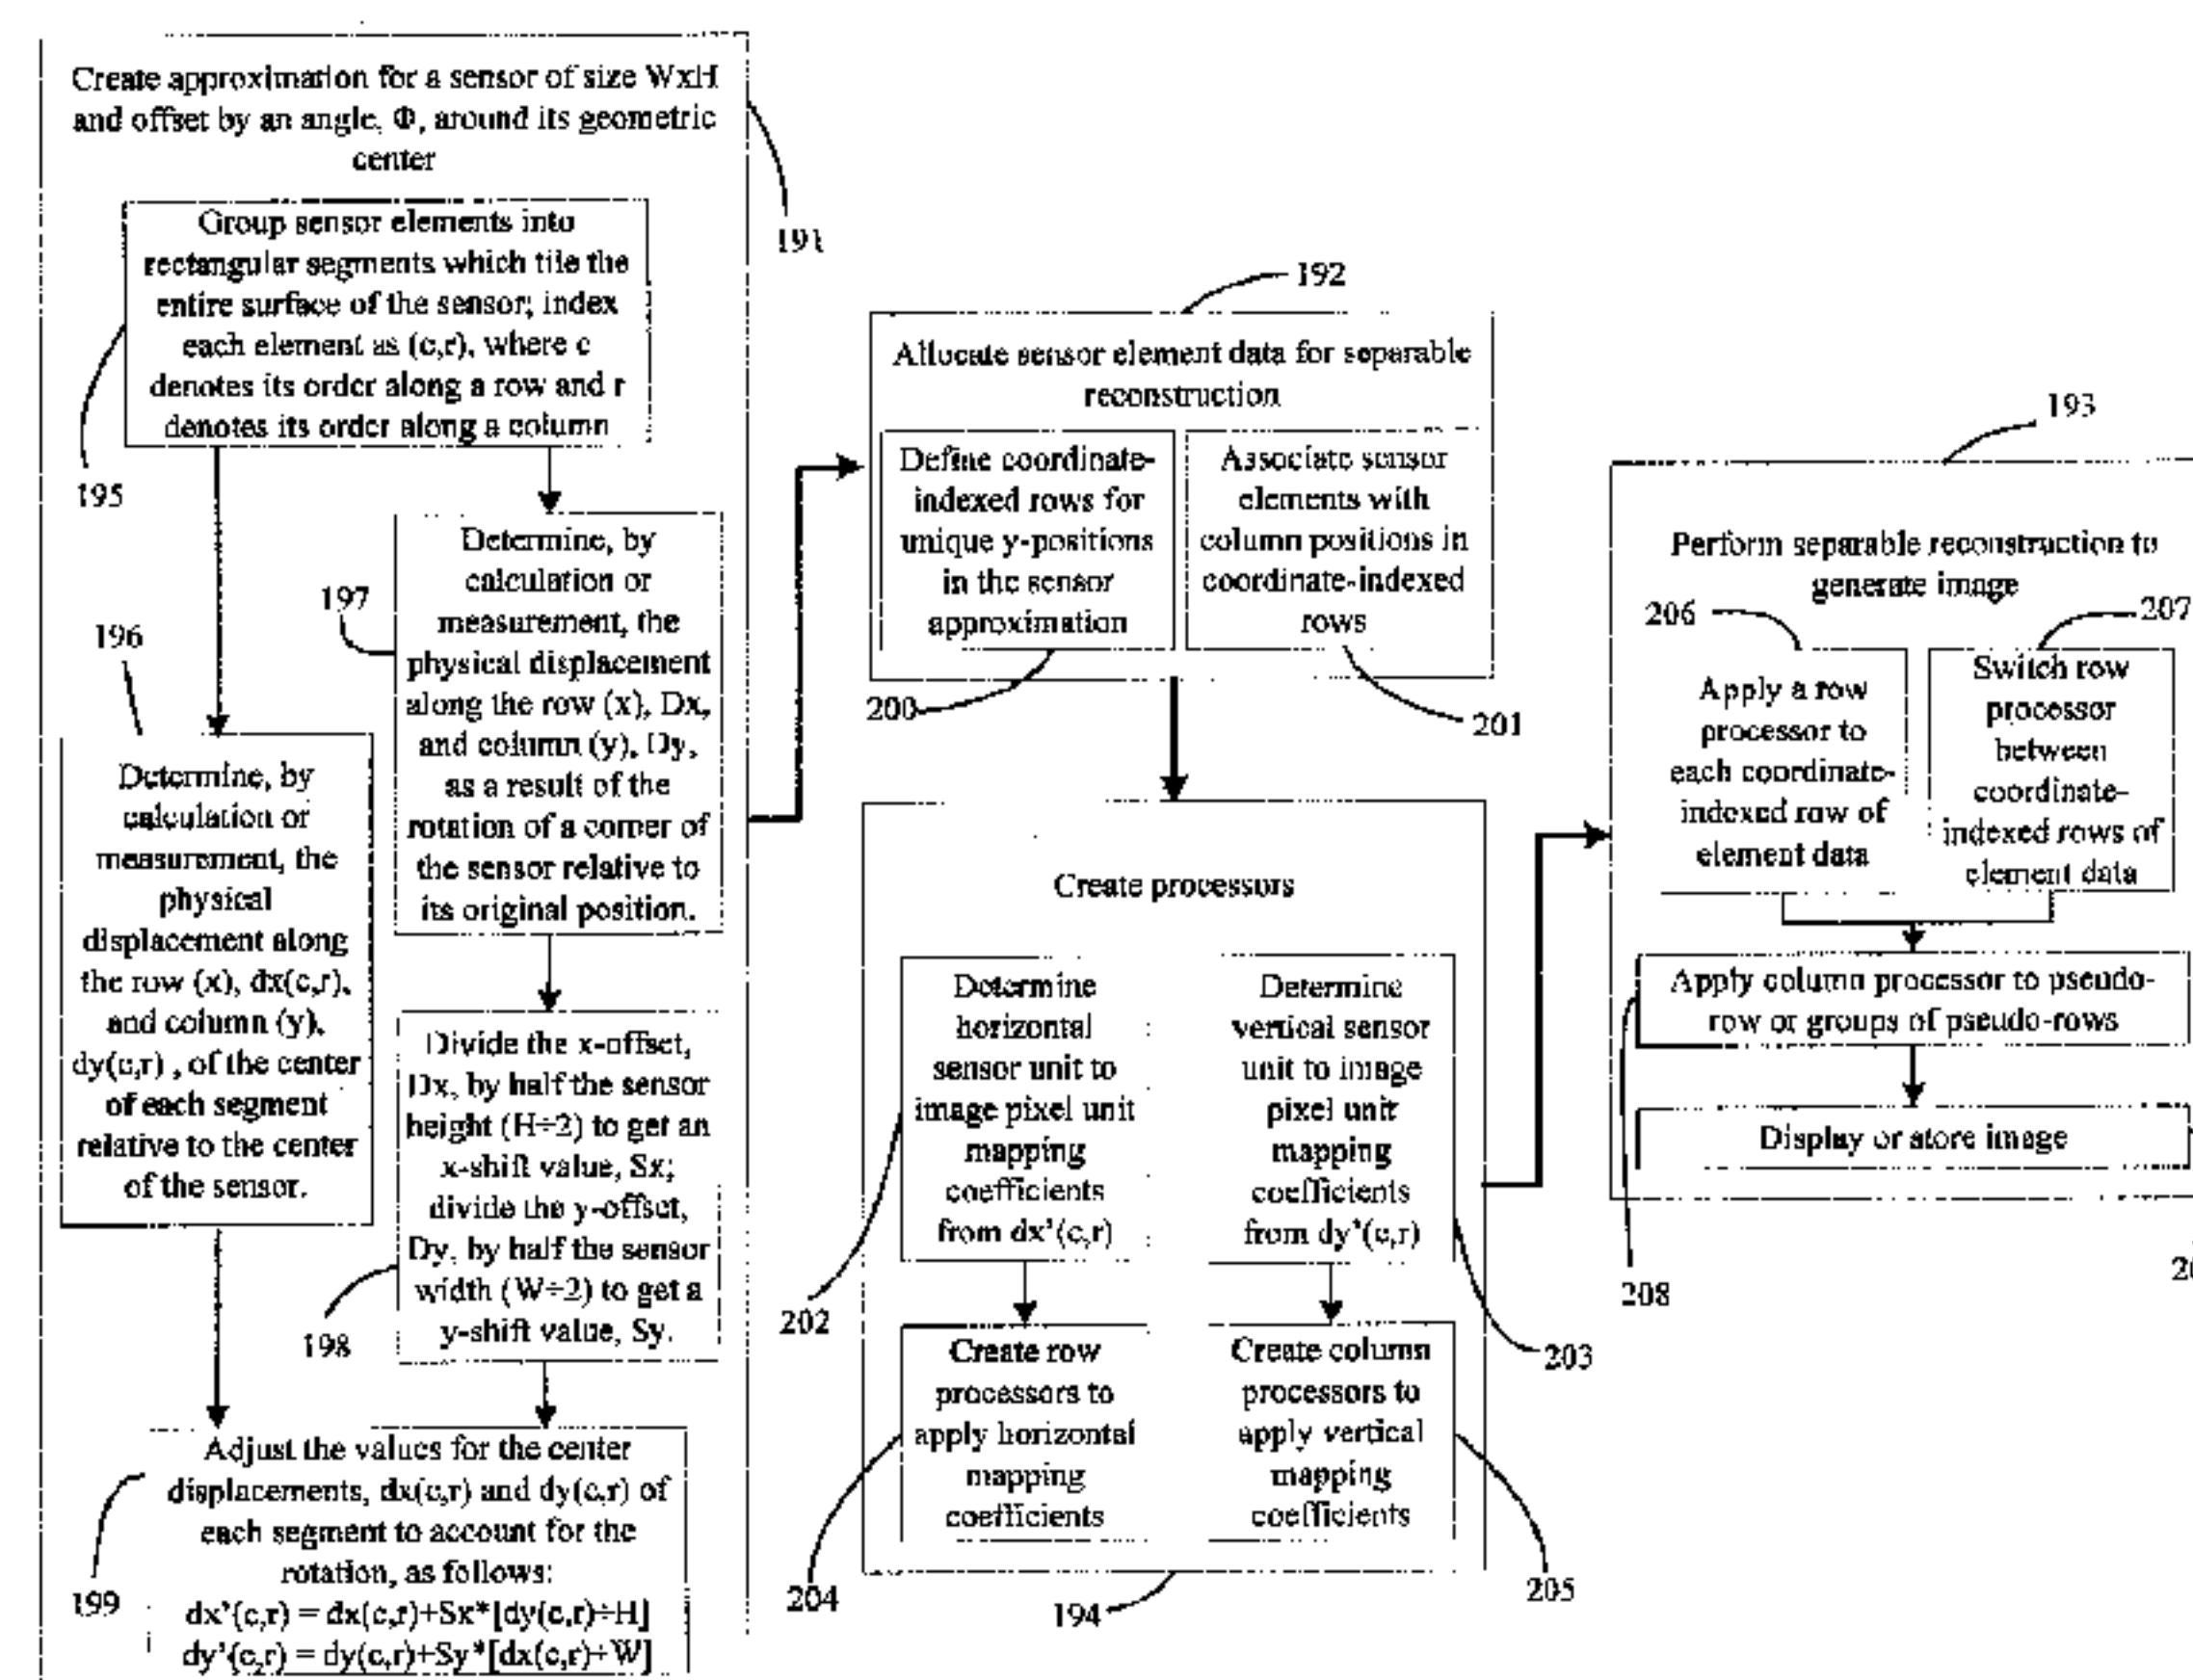 Create approximation for a sensor of size WxH
and offset by an angle, Φ, around its geometric
center
Group sensor elements into
rectangular segments which tile the
entire surface of the sensor; index
each element as (c,r), where c
denotes its order along a row and r
denotes its order along a column
191
195
196
Determine, by
calculation or
measurement, the
physical
displacement along
the row (x), dx(c,r),
and column (y),
dy(c,r) , of the center
of each segment
relative to the center
of the sensor.
197
Determine, by
calculation or
measurement, the
physical displacement
along the row (x), Dx,
and column (y), Dy,
as a result of the
rotation of a corner of
the sensor relative to
its original position.
Divide the x-offset,
Dx, by half the sensor
height (H÷2) to get an
x-shift value, Sx;
divide the y-offset,
Dy, by half the sensor
width (W÷2) to get a
y-shift value, Sy.
198
Adjust the values for the center
displacements, dx(c,r) and dy(c,r) of
each segment to account for the
rotation, as follows:
dx'(c,r) = dx(c,r)+Sx*[dy(c,r)÷H]
dy'(c,r) = dy(c,r)+Sy*[dx(c,r)÷W]
199
192
Allocate sensor element data for separable
reconstruction
Define coordinate-
indexed rows for
unique y-positions
in the sensor
approximation
Associate sensor
elements with
column positions in
coordinate-indexed
rows
200
201
Create processors
Determine
horizontal
sensor unit to
image pixel unit
mapping
coefficients
from dx'(c,r)
Determine
vertical sensor
unit to image
pixel unit
mapping
coefficients
from dy'(c,r)
202
203
Create row
processors to
apply horizontal
mapping
coefficients
Create column
processors to
apply vertical
mapping
coefficients
204
205
194
193
Perform separable reconstruction to
generate image
206
207
Apply a row
processor to
each coordinate-
indexed row of
element data
Switch row
processor
between
coordinate-
indexed rows of
element data
Apply column processor to pseudo-
row or groups of pseudo-rows
Display or store image
208